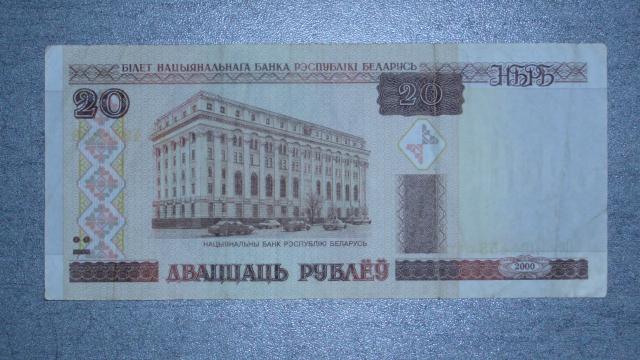 БІЛЕТ НАЦЫЯНАЛЬНАГА БАНКА РЭСПУБЛІКІ БЕЛАРУСЬ
НБРБ
20
20
НАЦЫЯНАЛЬНЫ БАНК РЭСПУБЛІКІ БЕЛАРУСЬ
ДВАЦЦАЦЬ РУБЛЁЎ
2000